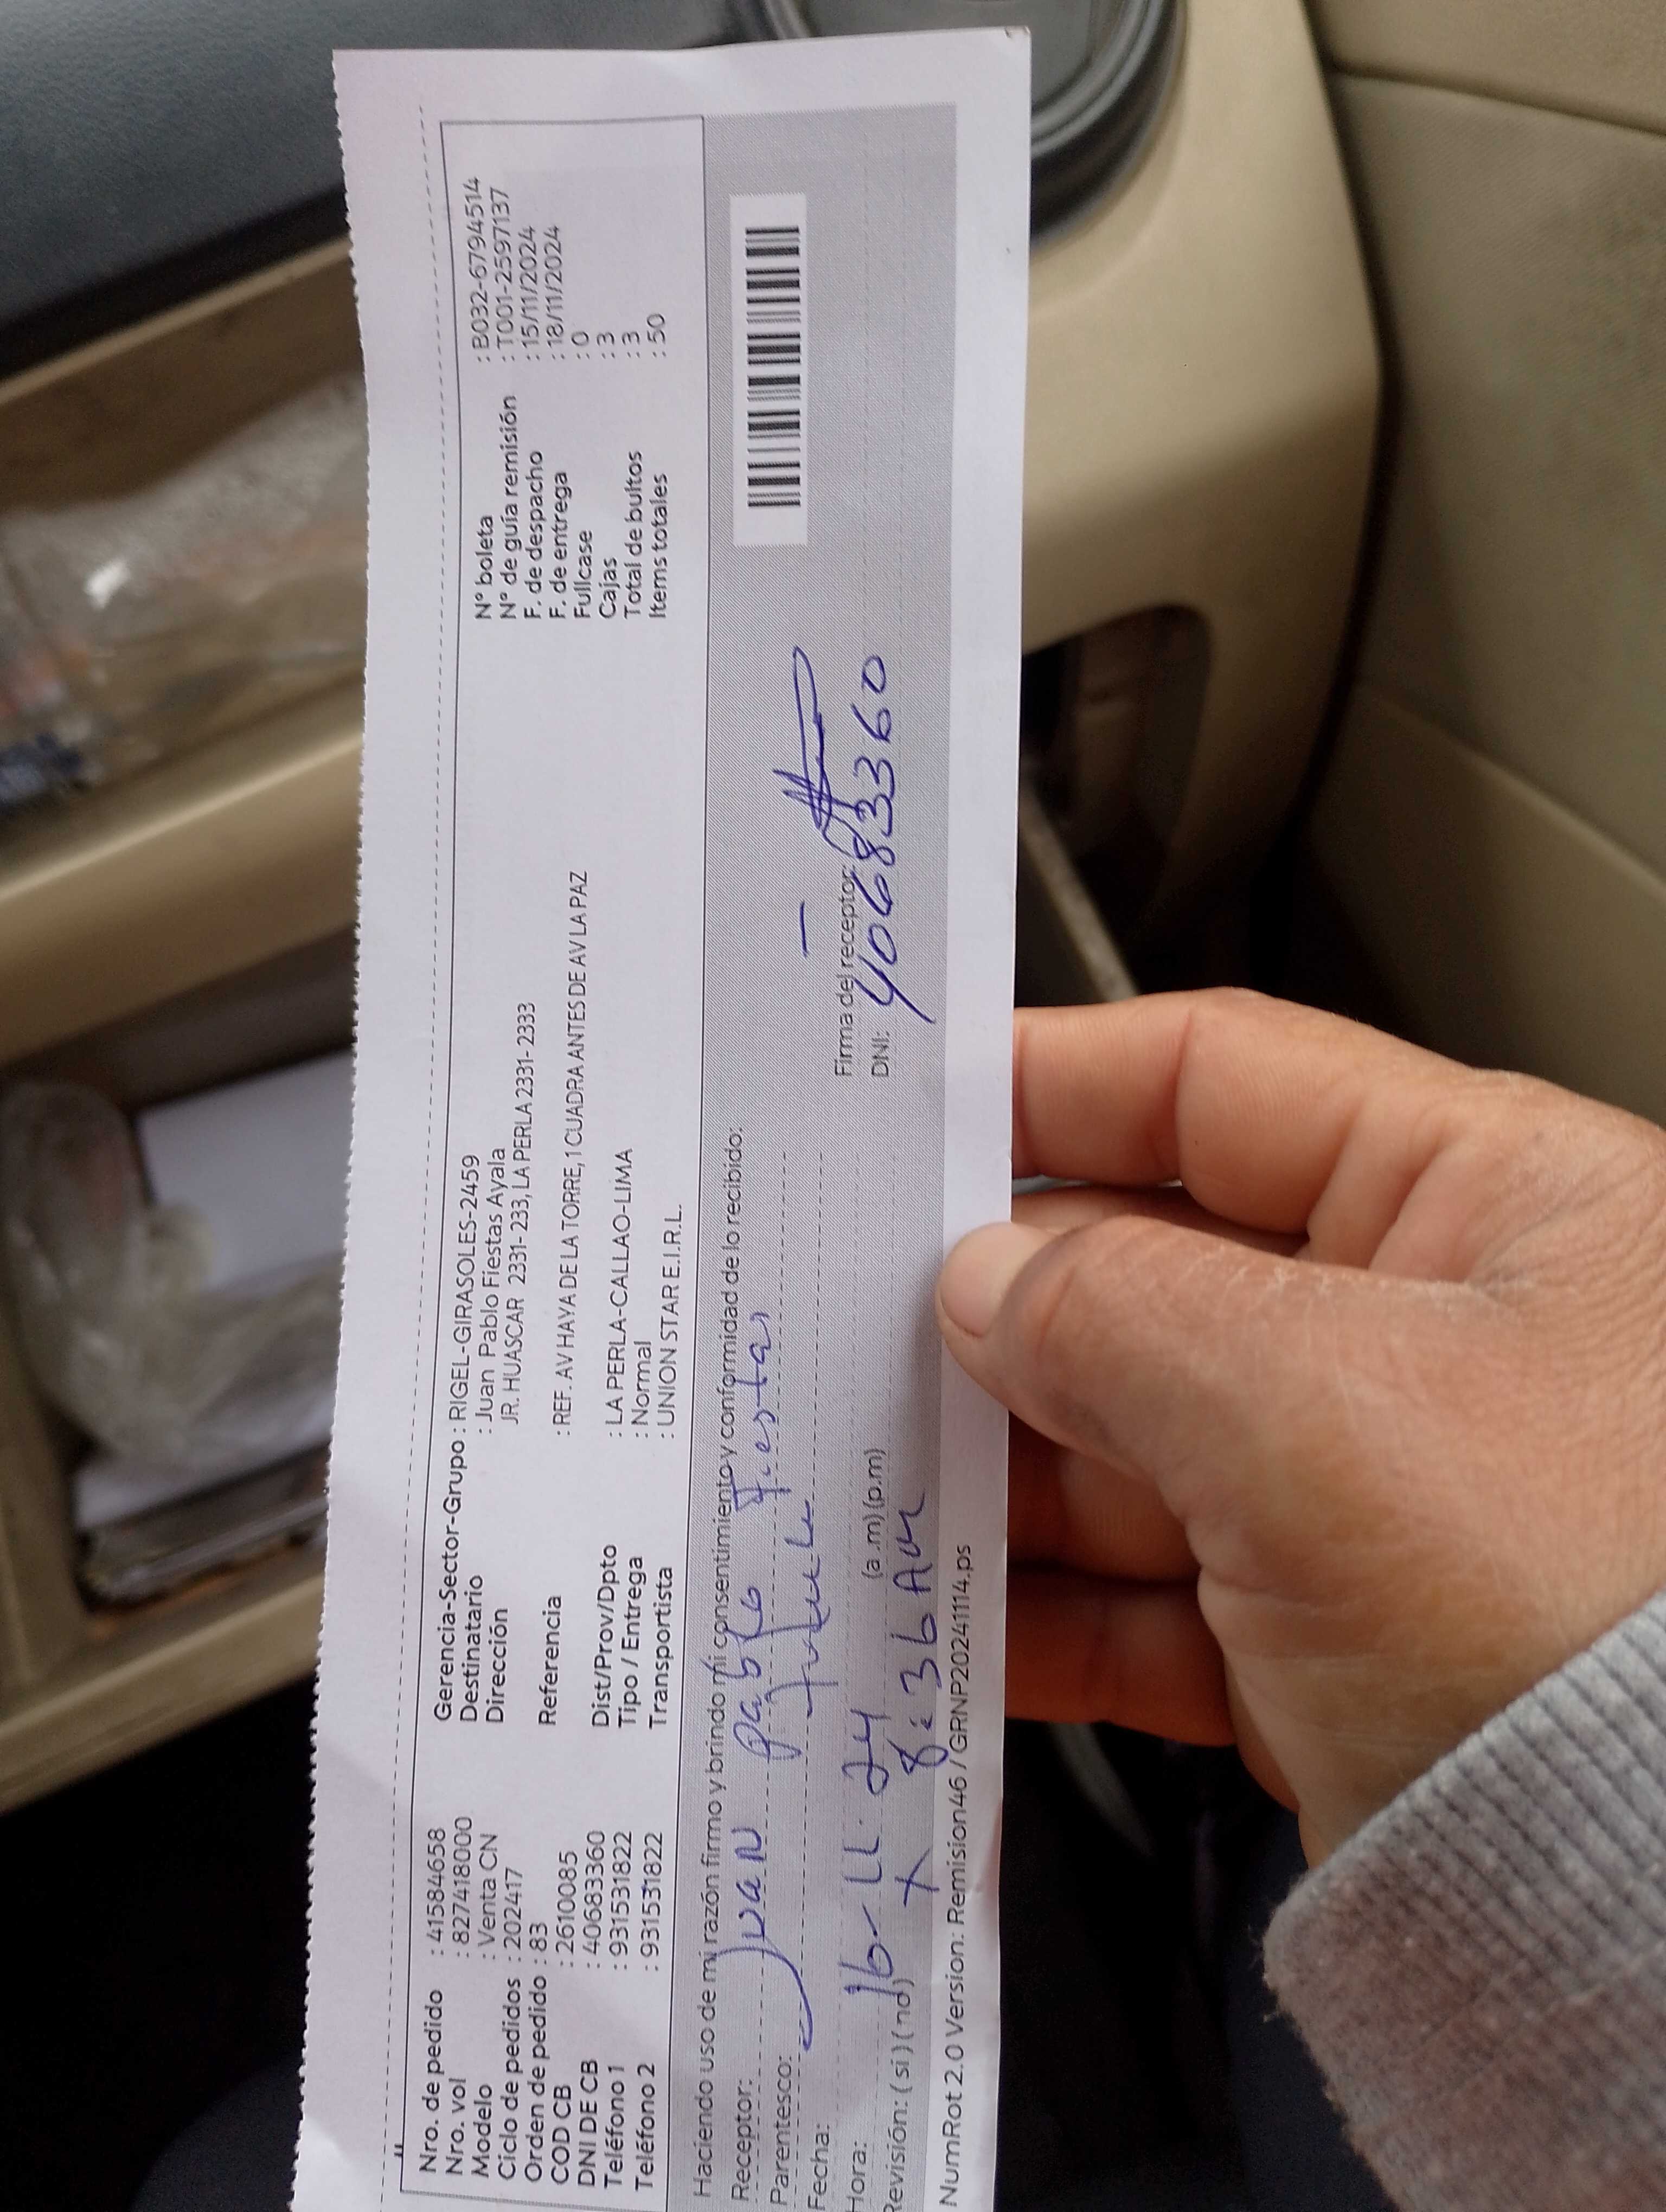 Nro. de pedido : 41584658
Nro. vol : 827418000
Modelo : Venta CN
Ciclo de pedidos : 202417
Orden de pedido : 83
COD CB : 2610085
DNI DE CB : 40683360
Teléfono 1 : 931531822
Teléfono 2 : 931531822
Gerencia-Sector-Grupo : RIGEL-GIRASOLES-2459
Destinatario : Juan Pablo Fiestas Ayala
Dirección JR. HUASCAR 2331-233, LA PERLA 2331-2333
Referencia : REF. AV HAYA DE LA TORRE, 1 CUADRA ANTES DE AV LA PAZ
Dist/Prov/Dpto : LA PERLA-CALLAO-LIMA
Tipo / Entrega : Normal
Transportista : UNION STAR E.I.R.L.
N° boleta : B032-6794514
N° de guía remisión : T001-2597137
F. de despacho : 15/11/2024
F. de entrega : 18/11/2024
Fullcase : 0
Cajas : 3
Total de bultos : 3
Items totales : 50
Haciendo uso de mi razón firmo y brindo mi consentimiento y conformidad de lo recibido:
Receptor: Juan Pablo Fiestas
Parentesco:
Fecha: 16-11-24
Hora: (a.m) (p.m)
8:36 AM
Revisión: (si) (no)
Firma del receptor:
DNI: 40683360
NumRot 2.0 Version: Remision46 / GRNP20241114.ps